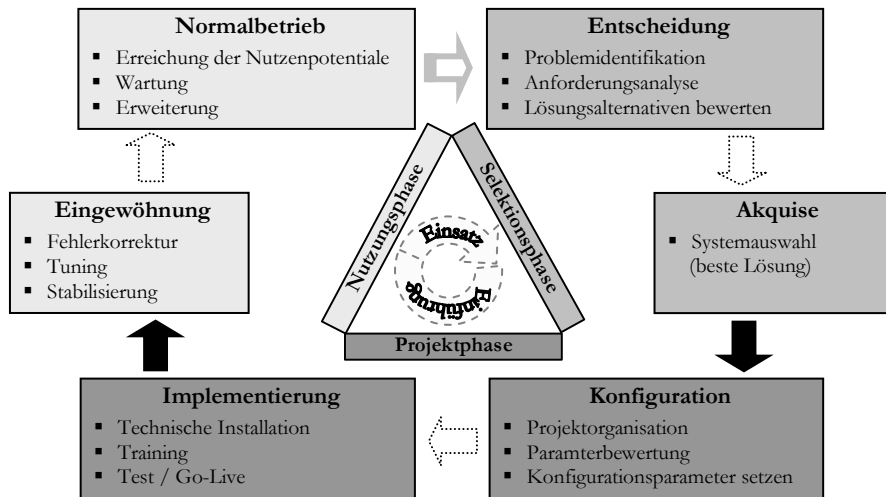 Normalbetrieb
Erreichung der Nutzenpotentiale
Wartung
Erweiterung
Entscheidung
Problemidentifikation
Anforderungsanalyse
Lösungsalternativen bewerten
Eingewöhnung
Fehlerkorrektur
Tuning
Stabilisierung
Nutzungsphase
Selektionsphase
Einsatz
Einführung
Projektphase
Akquise
Systemauswahl
(beste Lösung)
Implementierung
Technische Installation
Training
Test / Go-Live
Konfiguration
Projektorganisation
Paramterbewertung
Konfigurationsparameter setzen